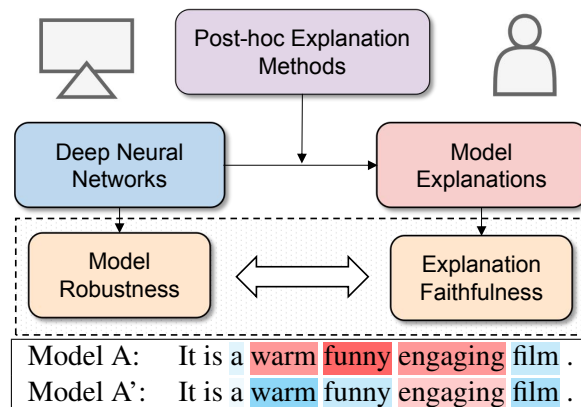 Post-hoc Explanation
Methods
Deep Neural
Networks
Model
Explanations
Model
Robustness
Explanation
Faithfulness
Model A: It is a warm funny engaging film .
Model A’: It is a warm funny engaging film .